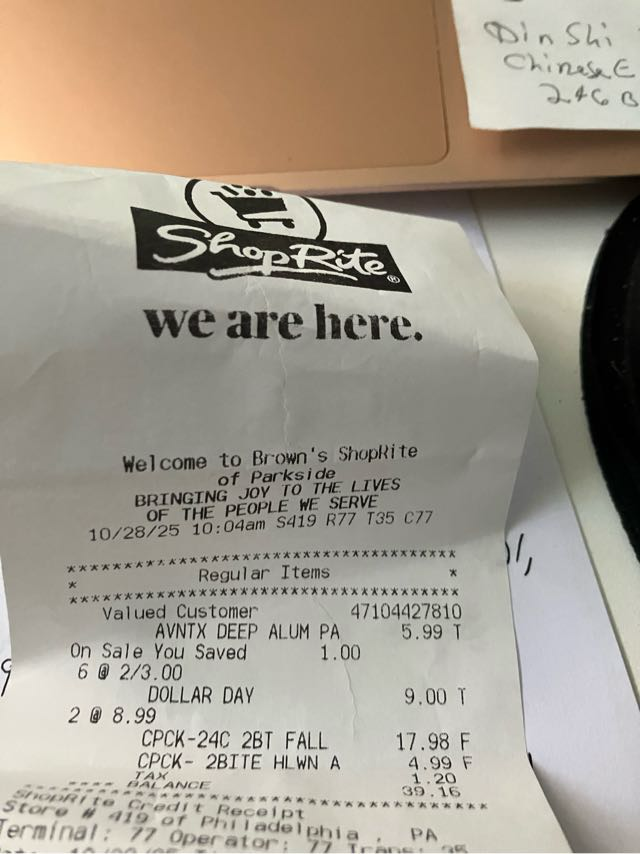 Din Shi
Chinese E
246 B
ShopRite®
we are here.
Welcome to Brown's ShopRite
of Parkside
BRINGING JOY TO THE LIVES
OF THE PEOPLE WE SERVE
10/28/25 10:04am S419 R77 T35 C77
****************************************
* Regular Items *
****************************************
Valued Customer 47104427810
AVNTX DEEP ALUM PA 5.99 T
On Sale You Saved 1.00
6 @ 2/3.00
DOLLAR DAY 9.00 T
2 @ 8.99
CPCK-24C 2BT FALL 17.98 F
CPCK- 2BITE HLWN A 4.99 F
TAX 1.20
**** BALANCE 39.16
ShopRite Credit Receipt
Store # 419 of Philadelphia , PA
Terminal: 77 Operator: 77 Trans: 35